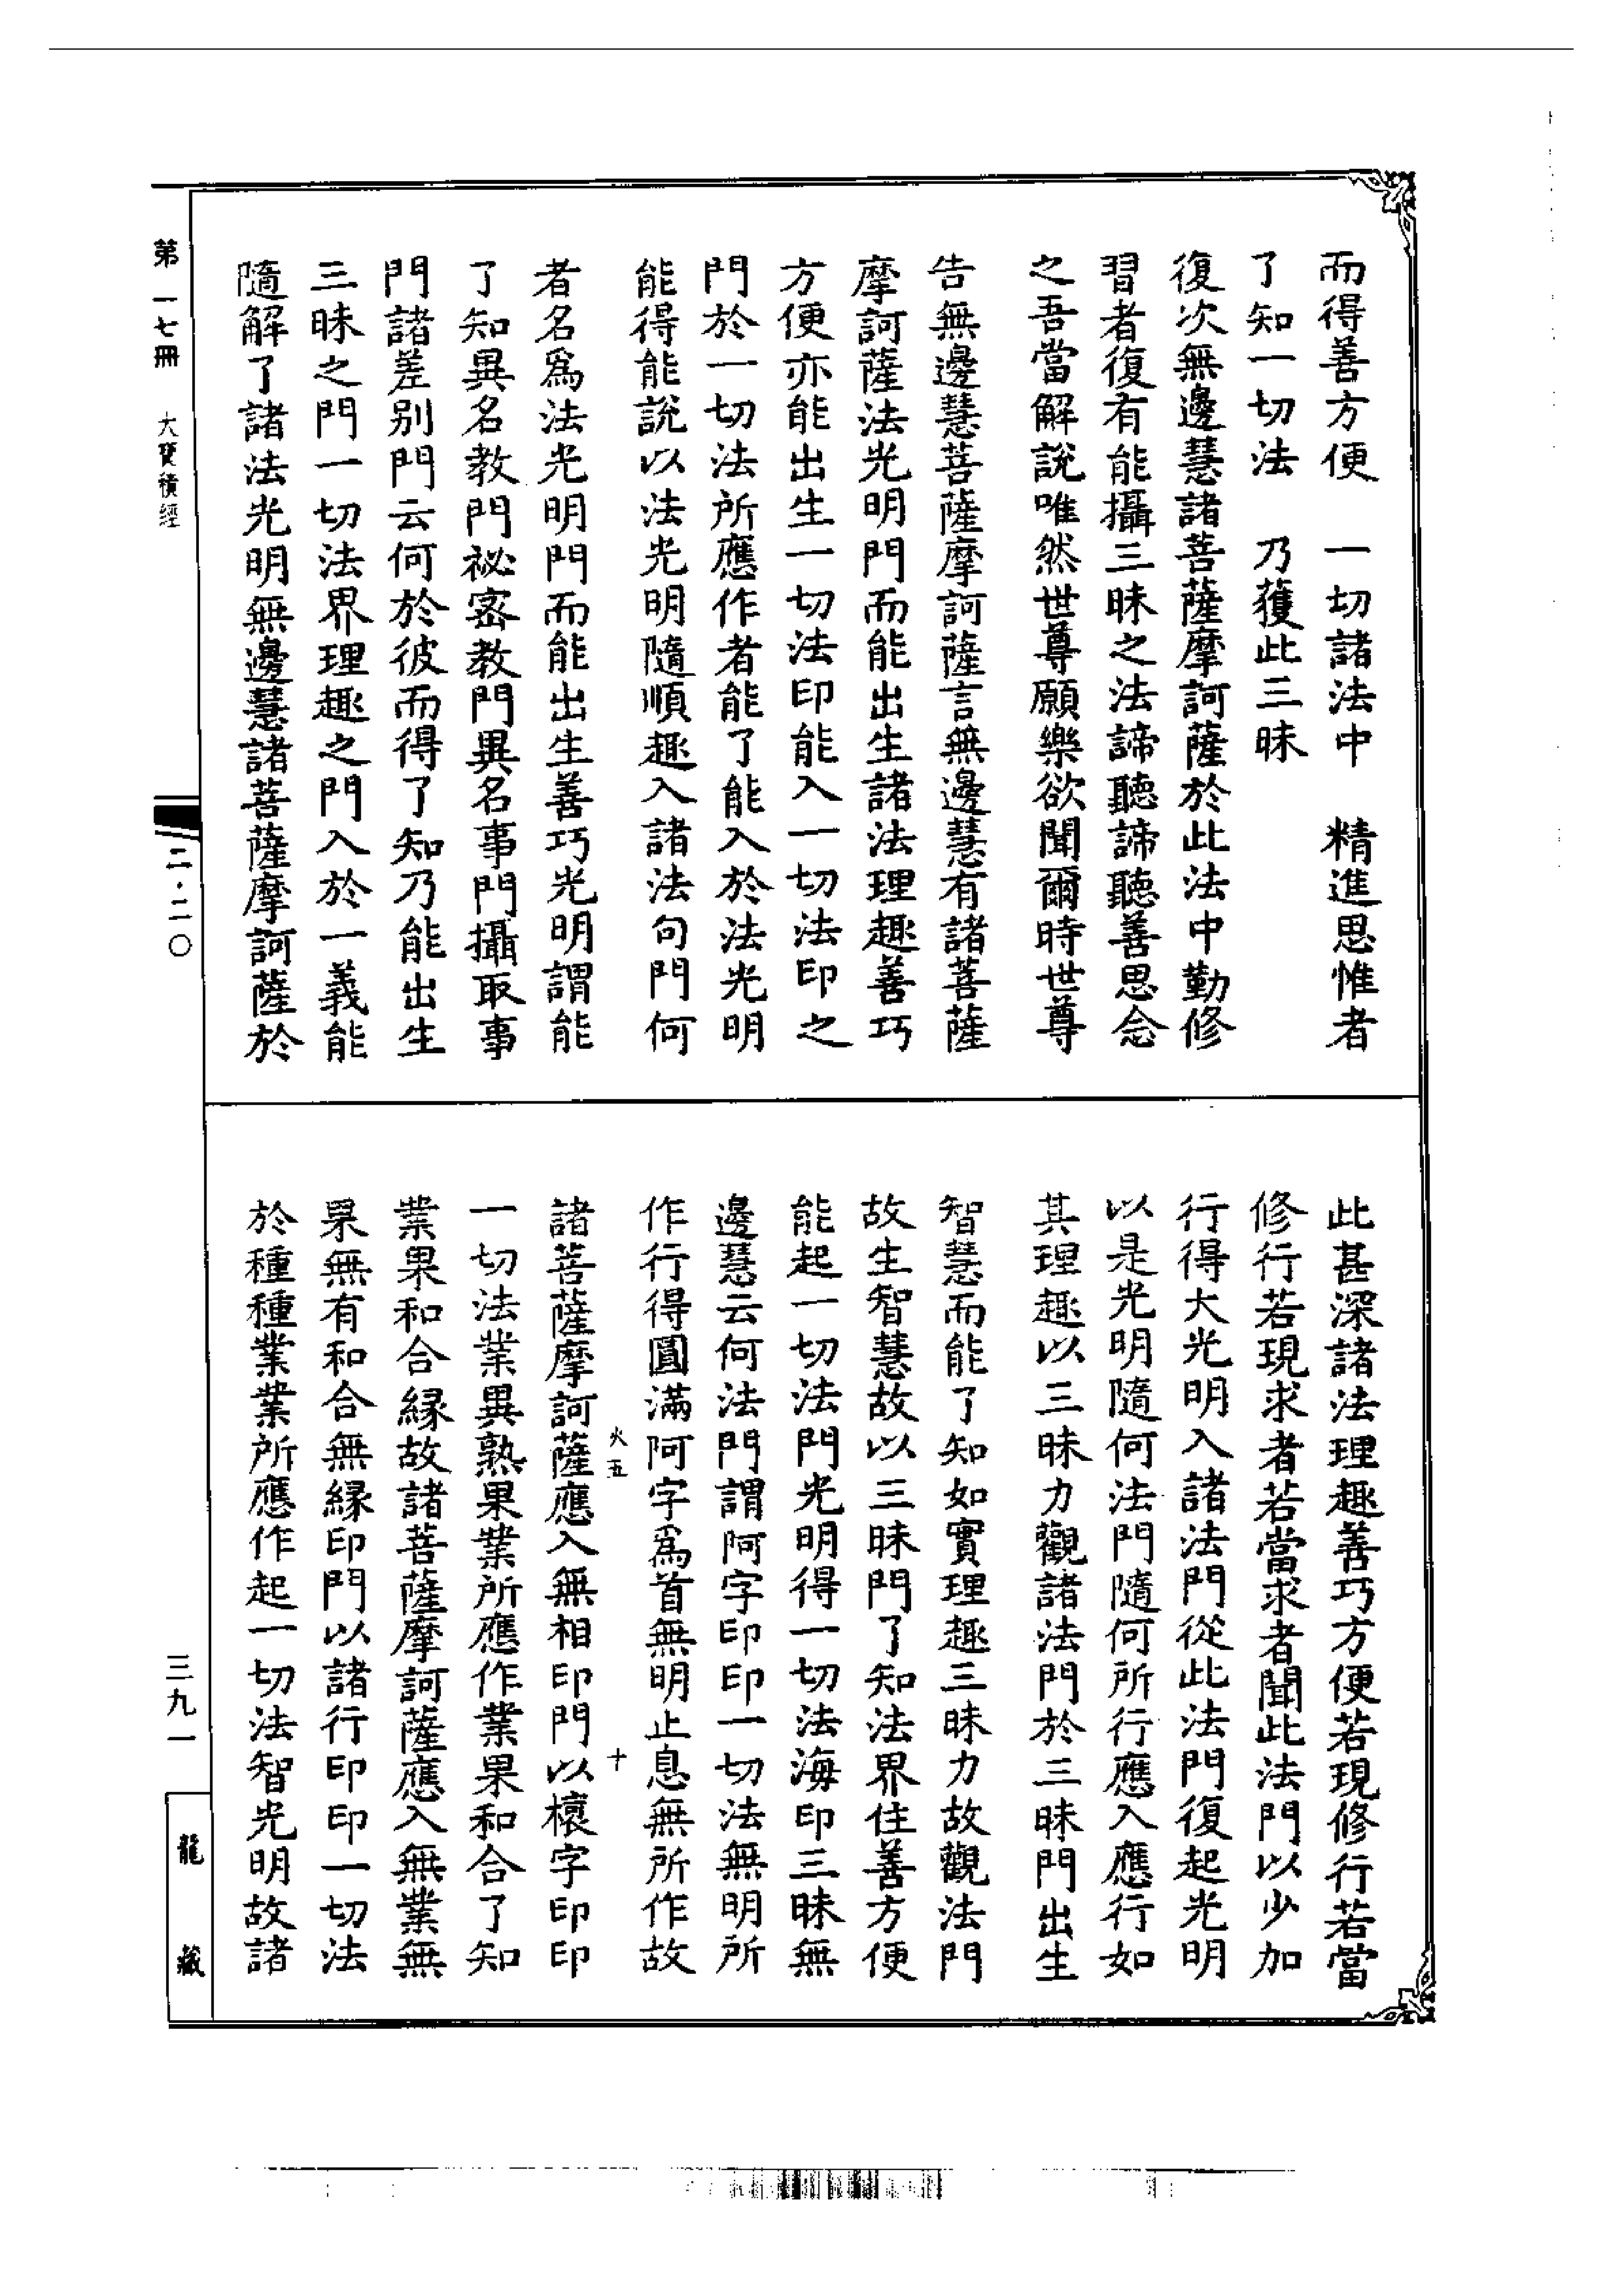 而得善方便　一切諸法中　精進思惟者
了知一切法　乃獲此三昧
復次無邊慧諸菩薩摩訶薩於此法中勤修
習者復有能攝三昧之法諦聽諦聽善思念
之吾當解說唯然世尊願樂欲聞爾時世尊
告無邊慧菩薩摩訶薩言無邊慧有諸菩薩
摩訶薩法光明門而能出生諸法理趣善巧
方便亦能出生一切法印能入一切法印之
門於一切法所應作者能了能入於法光明
能得能說以法光明隨順趣入諸法句門何
者名爲法光明門而能出生善巧光明謂能
了知異名教門祕密教門異名事門攝取事
門諸差別門云何於彼而得了知乃能出生
三昧之門一切法界理趣之門入於一義能
隨解了諸法光明無邊慧諸菩薩摩訶薩於
此甚深諸法理趣善巧方便若現修行若當
修行若現求者若當求者聞此法門以少加
行得大光明入諸法門從此法門復起光明
以是光明隨何法門隨何所行應入應行如
其理趣以三昧力觀諸法門於三昧門出生
智慧而能了知如實理趣三昧力故觀法門
故生智慧故以三昧門了知法界住善方便
能起一切法門光明得一切法海印三昧無
邊慧云何法門謂阿字印印一切法無明所
作行得圓滿阿字爲首無明止息無所作故
火五　十
諸菩薩摩訶薩應入無相印門以櫰字印印
一切法業異熟果業所應作業果和合了知
業果和合緣故諸菩薩摩訶薩應入無業無
果無有和合無緣印門以諸行印印一切法
於種種業業所應作起一切法智光明故諸
第一七冊　大寶積經
二·二〇
三九一
龍藏